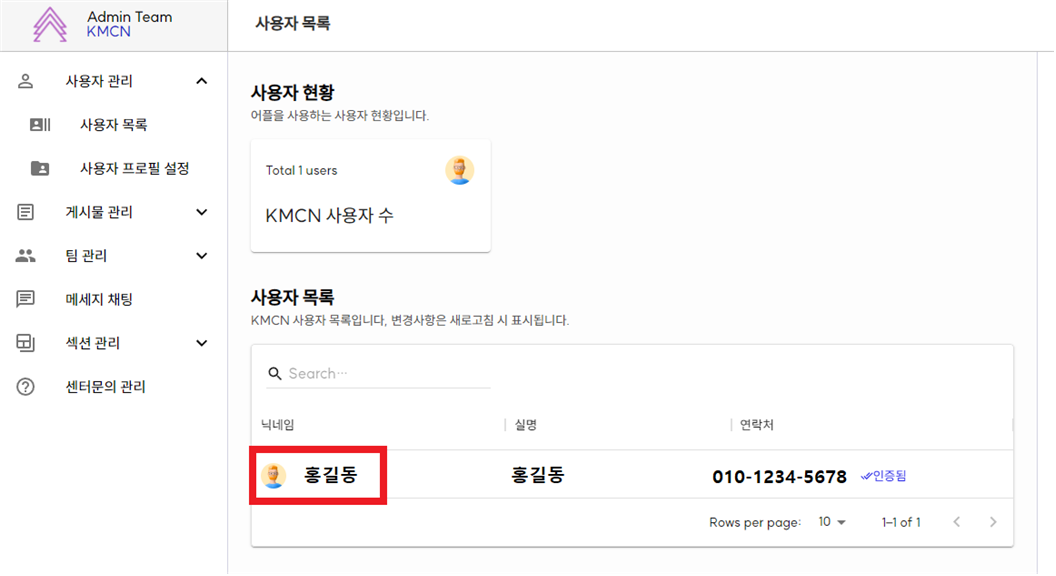 Admin Team
KMCN
사용자 목록
사용자 관리
사용자 목록
사용자 프로필 설정
게시물 관리
팀 관리
메세지 채팅
섹션 관리
센터문의 관리
사용자 현황
어플을 사용하는 사용자 현황입니다.
Total 1 users
KMCN 사용자 수
사용자 목록
KMCN 사용자 목록입니다, 변경사항은 새로고침 시 표시됩니다.
Search…
닉네임 실명 연락처
홍길동 홍길동 010-1234-5678 인증됨
Rows per page: 10 1–1 of 1